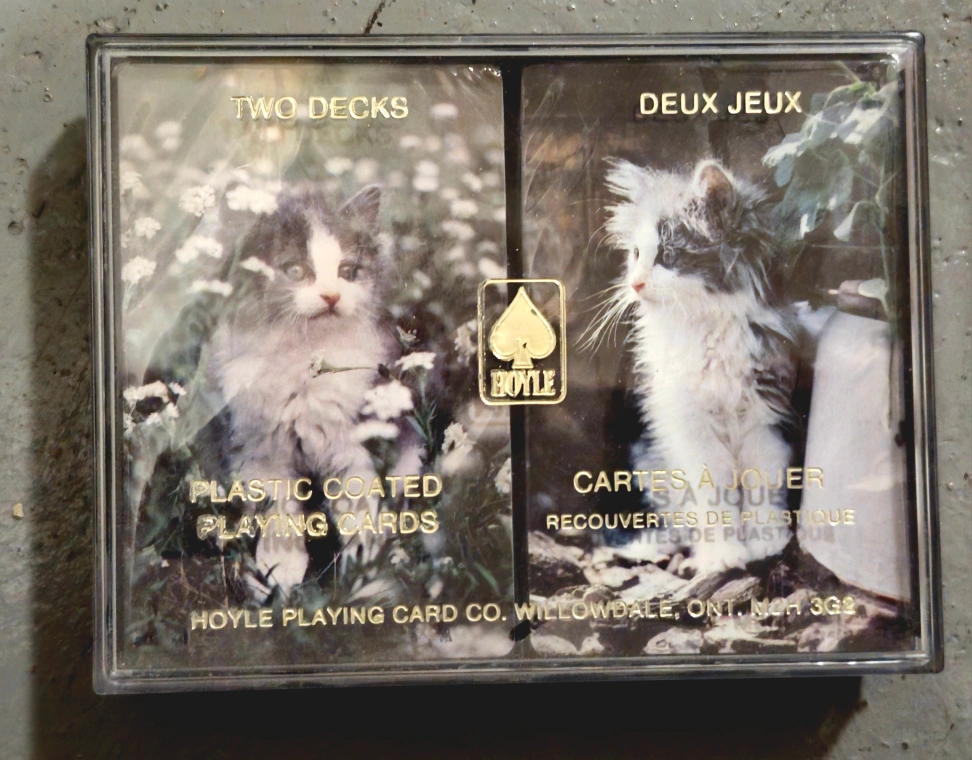 TWO DECKS
DEUX JEUX
HOYLE
PLASTIC COATED
PLAYING CARDS
CARTES À JOUER
RECOUVERTES DE PLASTIQUE
HOYLE PLAYING CARD CO. WILLOWDALE, ONT. M2H 3G2